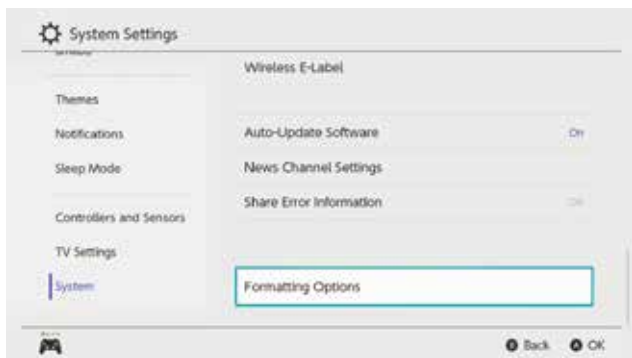 System Settings
Themes
Notifications
Sleep Mode
Controllers and Sensors
TV Settings
System
Wireless E-Label
Auto-Update Software On
News Channel Settings
Share Error Information
Formatting Options
B Back A OK